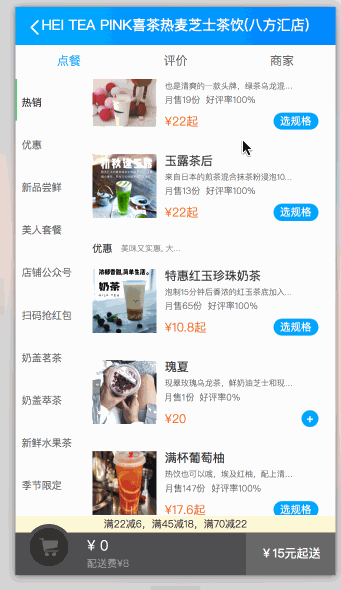 HEI TEA PINK喜茶热麦芝士茶饮(八方汇店)
点餐
评价
商家
热销
优惠
新品尝鲜
美人套餐
店铺公众号
扫码抢红包
奶盖茗茶
奶盖萃茶
新鲜水果茶
季节限定
也是清爽的一款头牌，绿茶乌龙混...
月售19份 好评率100%
¥22起
选规格
玉露茶后
来自日本的煎茶混合抹茶粉漫泡10...
月售13份 好评率100%
¥22起
选规格
优惠 美味又实惠, 大...
浓郁香甜,简单生活。
奶茶
特惠红玉珍珠奶茶
泡制15分钟后香浓的红玉茶底加入...
月售65份 好评率100%
¥10.8起
选规格
瑰夏
现翠玫瑰乌龙茶，鲜奶油芝士和现...
月售1份 好评率0%
¥20
+
满杯葡萄柚
热饮也可以哦，埃及红柚，配上清...
月售147份 好评率100%
¥17.6起
选规格
满22减6，满45减18，满70减22
¥ 0
配送费¥8
¥15元起送